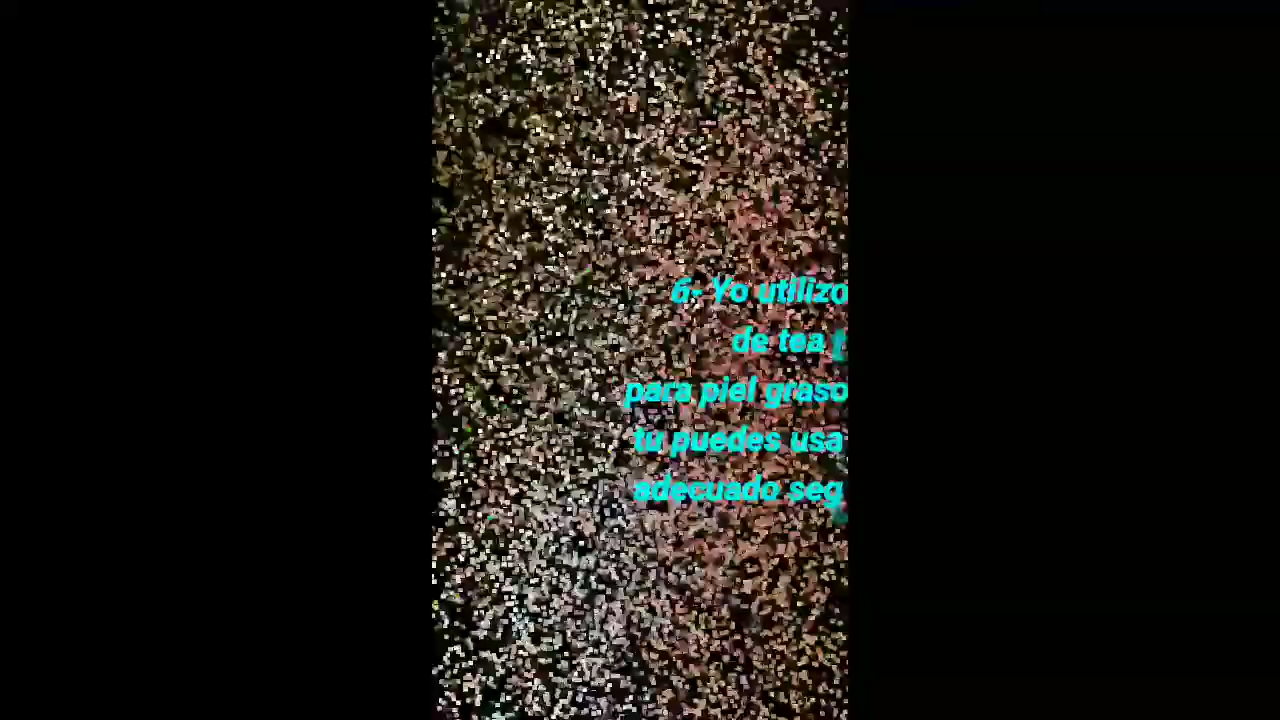 6- Yo utilizo
de tea
para piel graso
tu puedes usa
adecuado seg